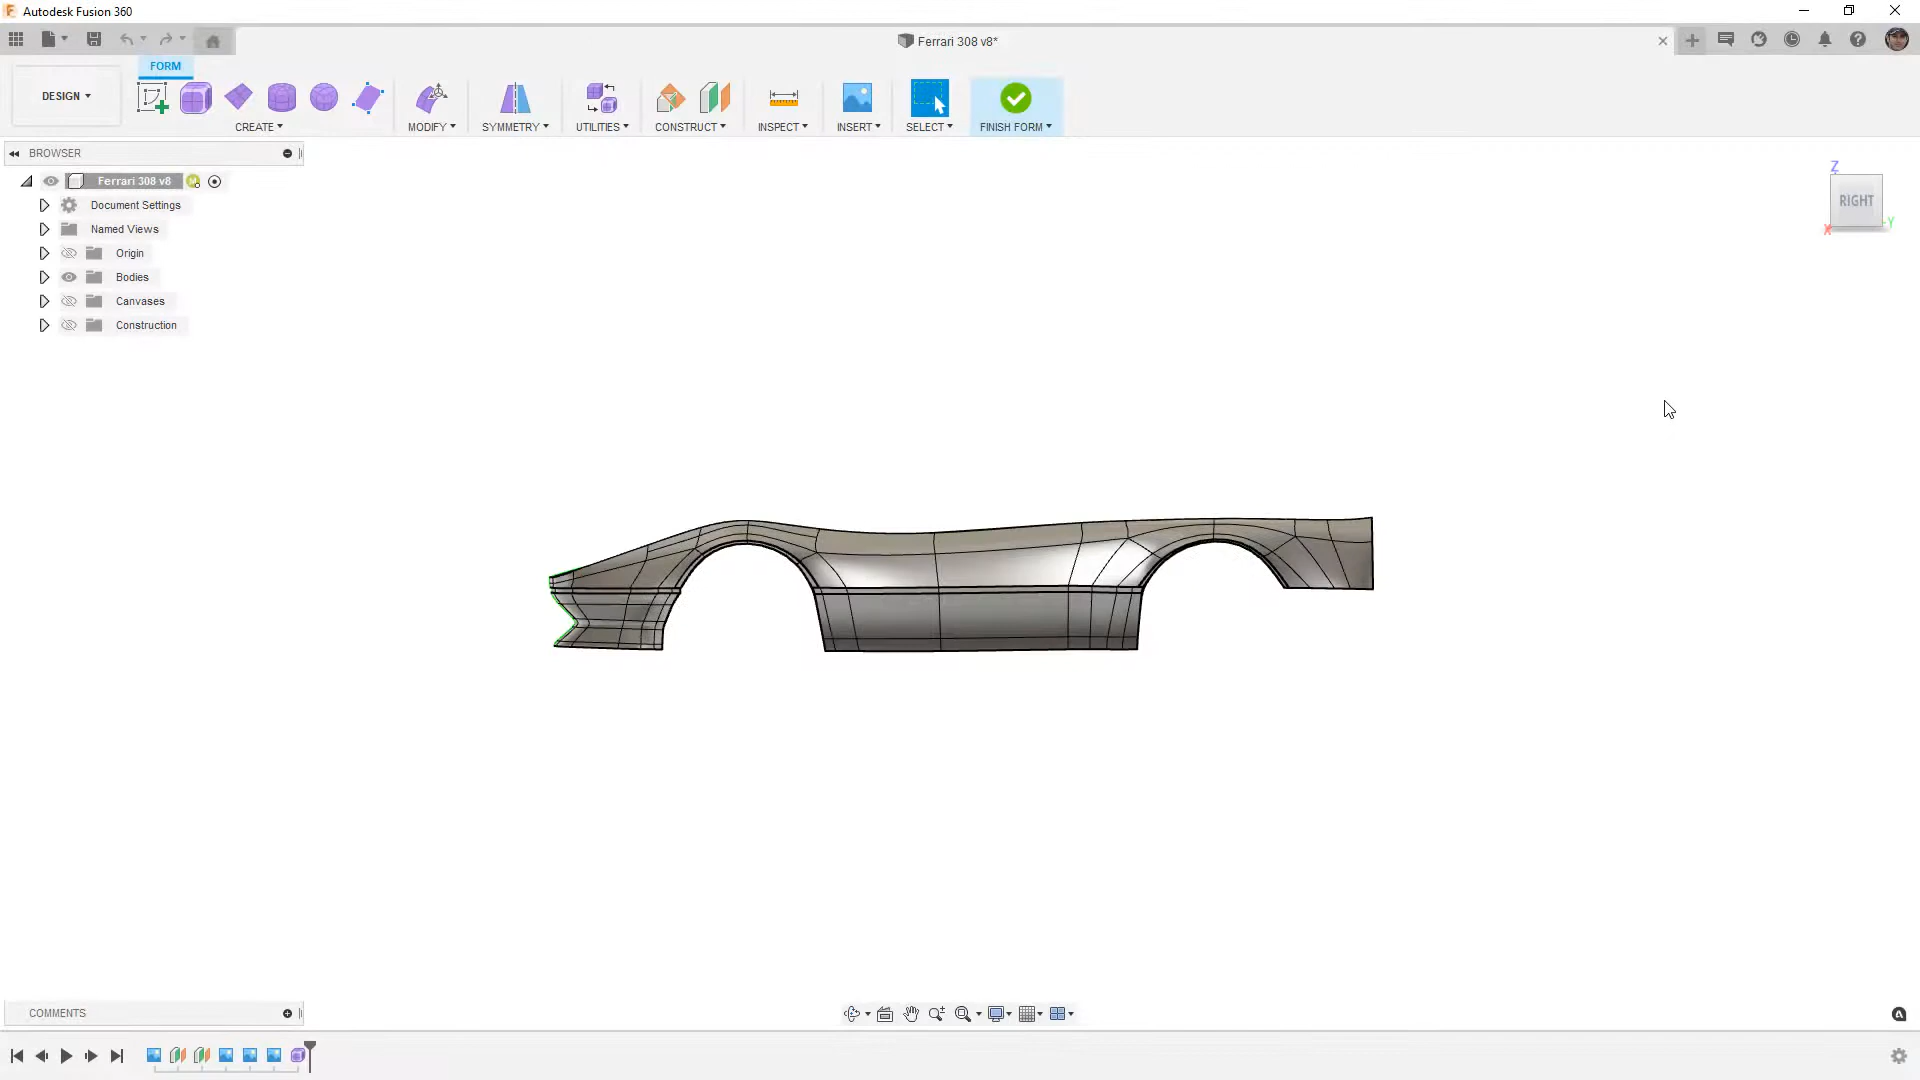 Autodesk Fusion 360
Ferrari 308 v8*
FORM
DESIGN
CREATE
MODIFY
SYMMETRY
UTILITIES
CONSTRUCT
INSPECT
INSERT
SELECT
FINISH FORM
BROWSER
Ferrari 308 v8
Document Settings
Named Views
Origin
Bodies
Canvases
Construction
Z
RIGHT
X
-Y
COMMENTS